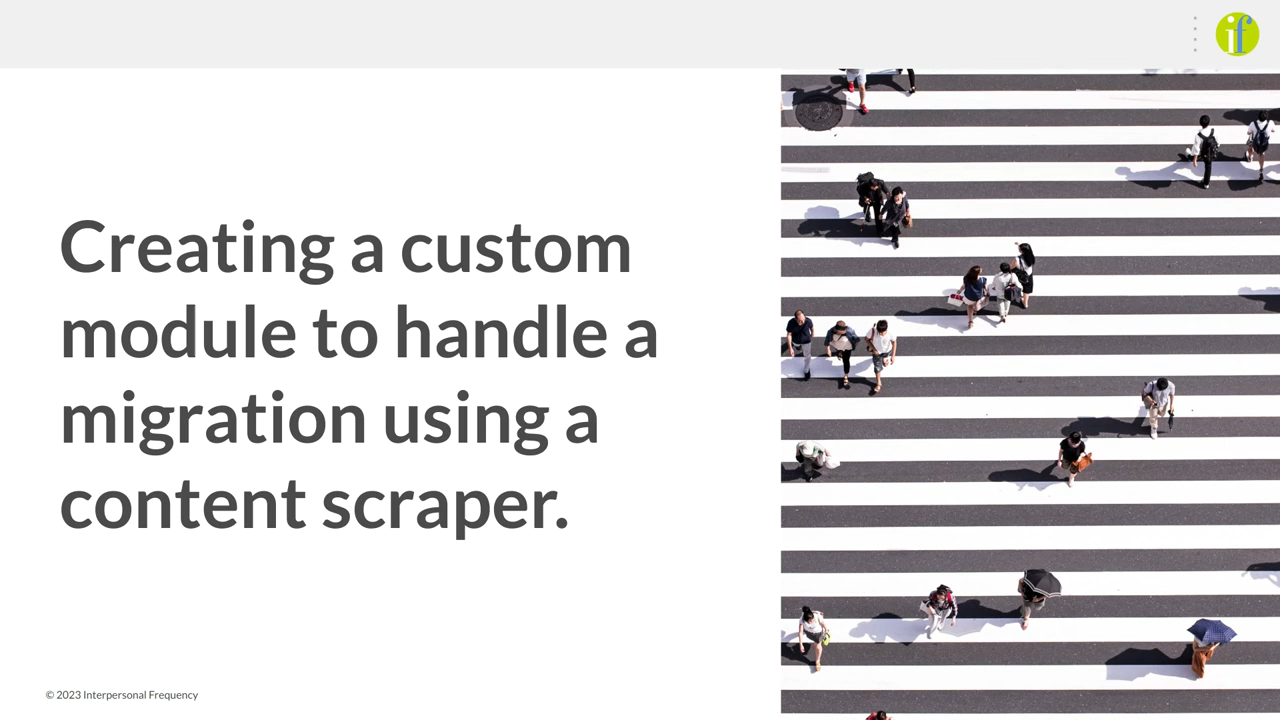 if
Creating a custom
module to handle a
migration using a
content scraper.
© 2023 Interpersonal Frequency